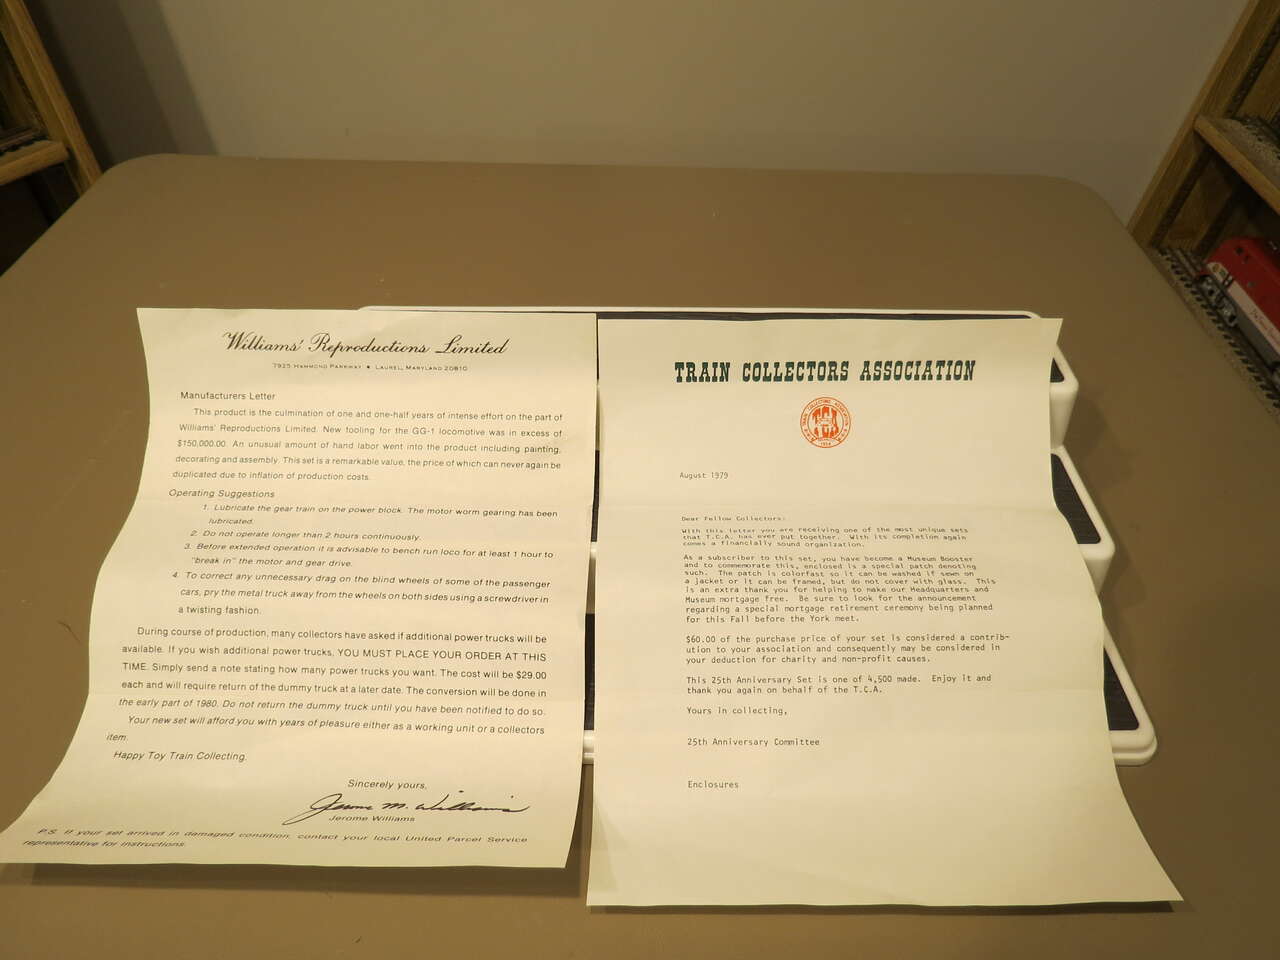 Williams' Reproductions Limited
7925 Hammond Parkway • Laurel, Maryland 20810
Manufacturers Letter
This product is the culmination of one and one-half years of intense effort on the part of
Williams' Reproductions Limited. New tooling for the GG-1 locomotive was in excess of
$150,000.00. An unusual amount of hand labor went into the product including painting,
decorating and assembly. This set is a remarkable value, the price of which can never again be
duplicated due to inflation of production costs.
Operating Suggestions
1. Lubricate the gear train on the power block. The motor worm gearing has been
lubricated.
2. Do not operate longer than 2 hours continuously.
3. Before extended operation it is advisable to bench run loco for at least 1 hour to
"break in" the motor and gear drive.
4. To correct any unnecessary drag on the blind wheels of some of the passenger
cars, pry the metal truck away from the wheels on both sides using a screwdriver in
a twisting fashion.
During course of production, many collectors have asked if additional power trucks will be
available. If you wish additional power trucks, YOU MUST PLACE YOUR ORDER AT THIS
TIME. Simply send a note stating how many power trucks you want. The cost will be $29.00
each and will require return of the dummy truck at a later date. The conversion will be done in
the early part of 1980. Do not return the dummy truck until you have been notified to do so.
Your new set will afford you with years of pleasure either as a working unit or a collectors
item.
Happy Toy Train Collecting.
Sincerely yours,
Jerome M. Williams
Jerome Williams
P.S. If your set arrived in damaged condition, contact your local United Parcel Service
representative for instructions.
TRAIN COLLECTORS ASSOCIATION
TRAIN COLLECTORS ASSOCIATION
TCA
1954
August 1979
Dear Fellow Collectors:
With this letter you are receiving one of the most unique sets
that T.C.A. has ever put together. With its completion again
comes a financially sound organization.
As a subscriber to this set, you have become a Museum Booster
and to commemorate this, enclosed is a special patch denoting
such. The patch is colorfast so it can be washed if sewn on
a jacket or it can be framed, but do not cover with glass. This
is an extra thank you for helping to make our Headquarters and
Museum mortgage free. Be sure to look for the announcement
regarding a special mortgage retirement ceremony being planned
for this Fall before the York meet.
$60.00 of the purchase price of your set is considered a contrib-
ution to your association and consequently may be considered in
your deduction for charity and non-profit causes.
This 25th Anniversary Set is one of 4,500 made. Enjoy it and
thank you again on behalf of the T.C.A.
Yours in collecting,
25th Anniversary Committee
Enclosures